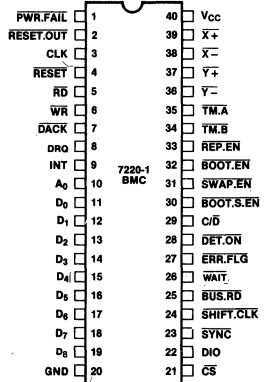 PWR.FAIL 1 40 VCC
RESET.OUT 2 39 X+
CLK 3 38 X−
RESET 4 37 Y+
RD 5 36 Y−
WR 6 35 TM.A
DACK 7 34 TM.B
DRQ 8 33 REP.EN
INT 9 32 BOOT.EN
7220-1
BMC
A0 10 31 SWAP.EN
D0 11 30 BOOT.S.EN
D1 12 29 C/D
D2 13 28 DET.ON
D3 14 27 ERR.FLG
D4 15 26 WAIT
D5 16 25 BUS.RD
D6 17 24 SHIFT.CLK
D7 18 23 SYNC
D8 19 22 DIO
GND 20 21 CS